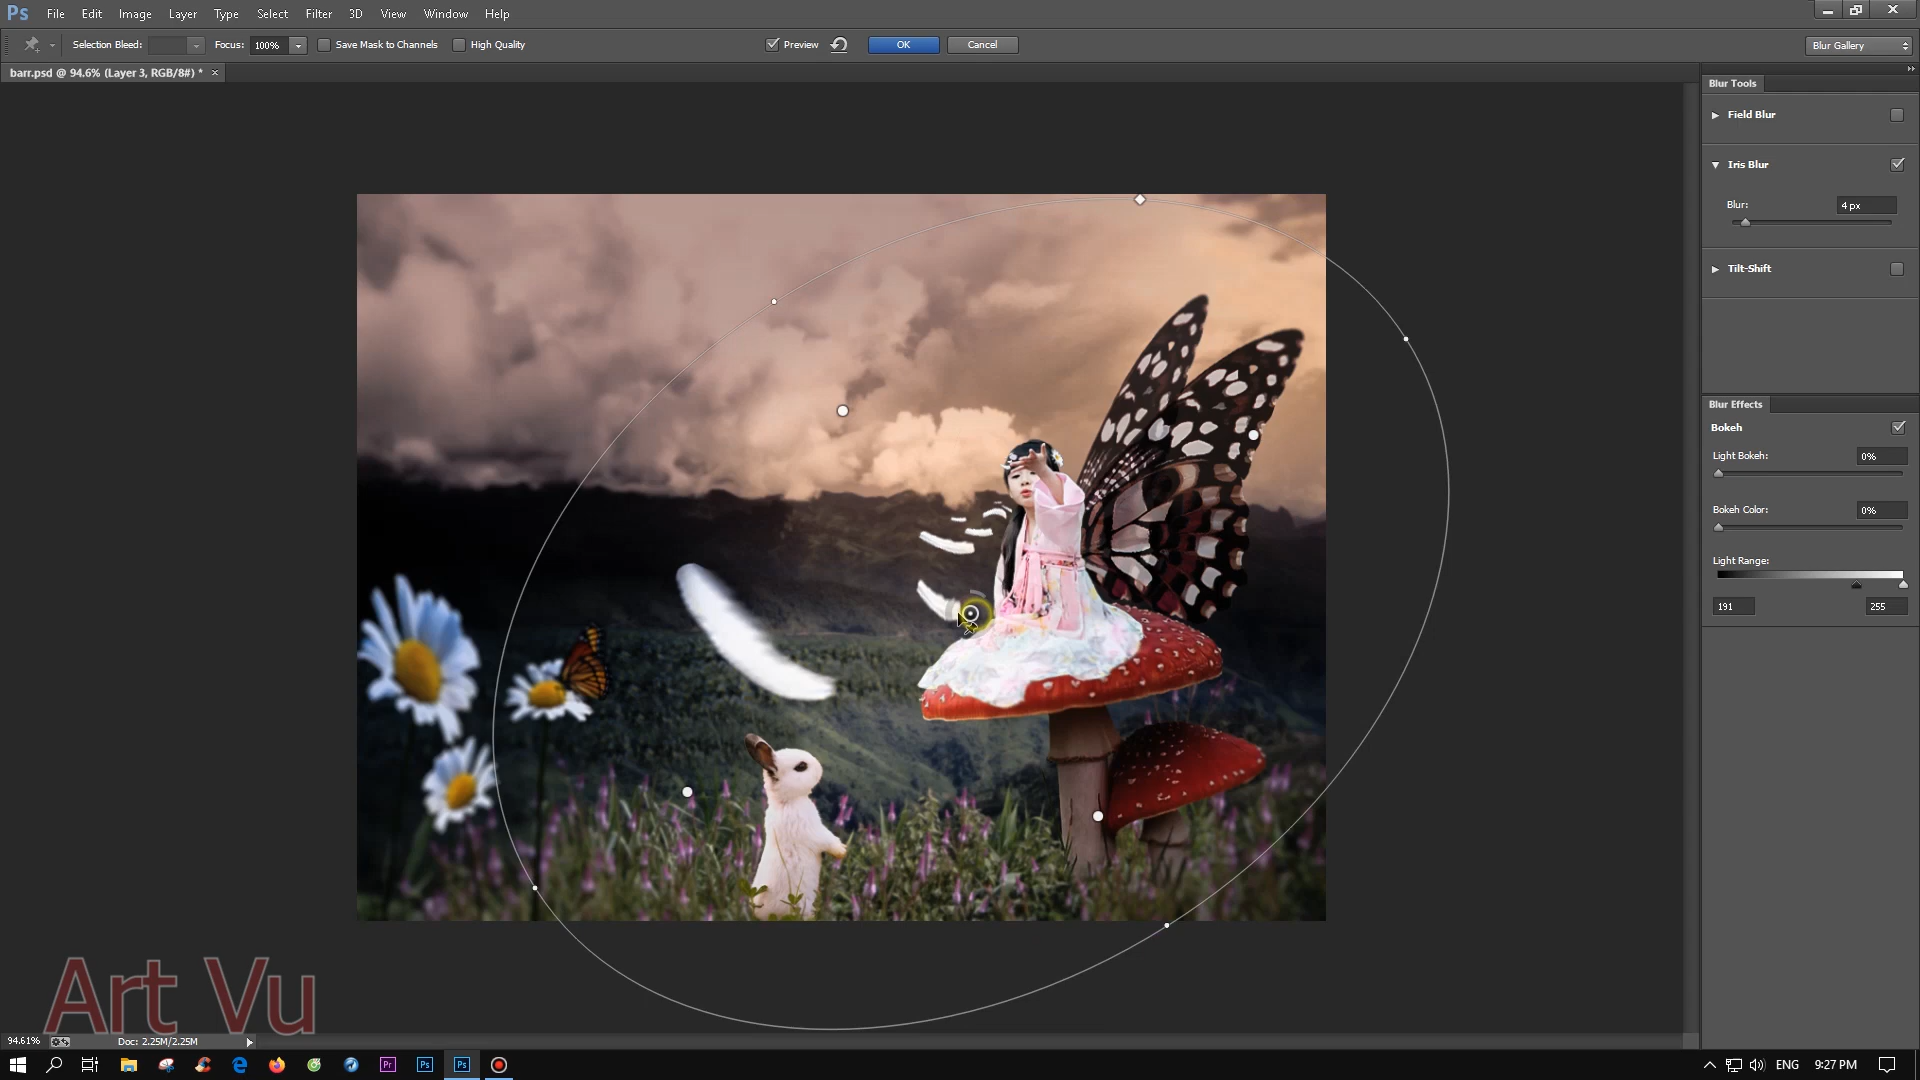 Ps File Edit Image Layer Type Select Filter 3D View Window Help
Selection Bleed: Focus: 100% Save Mask to Channels High Quality Preview OK Cancel Blur Gallery
barr.psd @ 94.6% (Layer 3, RGB/8#) * ×
Blur Tools
Field Blur
Iris Blur
Blur: 4 px
Tilt-Shift
Blur Effects
Bokeh
Light Bokeh: 0%
Bokeh Color: 0%
Light Range:
191 255
Art Vu
94.61% Doc: 2.25M/2.25M
Pr Ps Ps ENG 9:27 PM